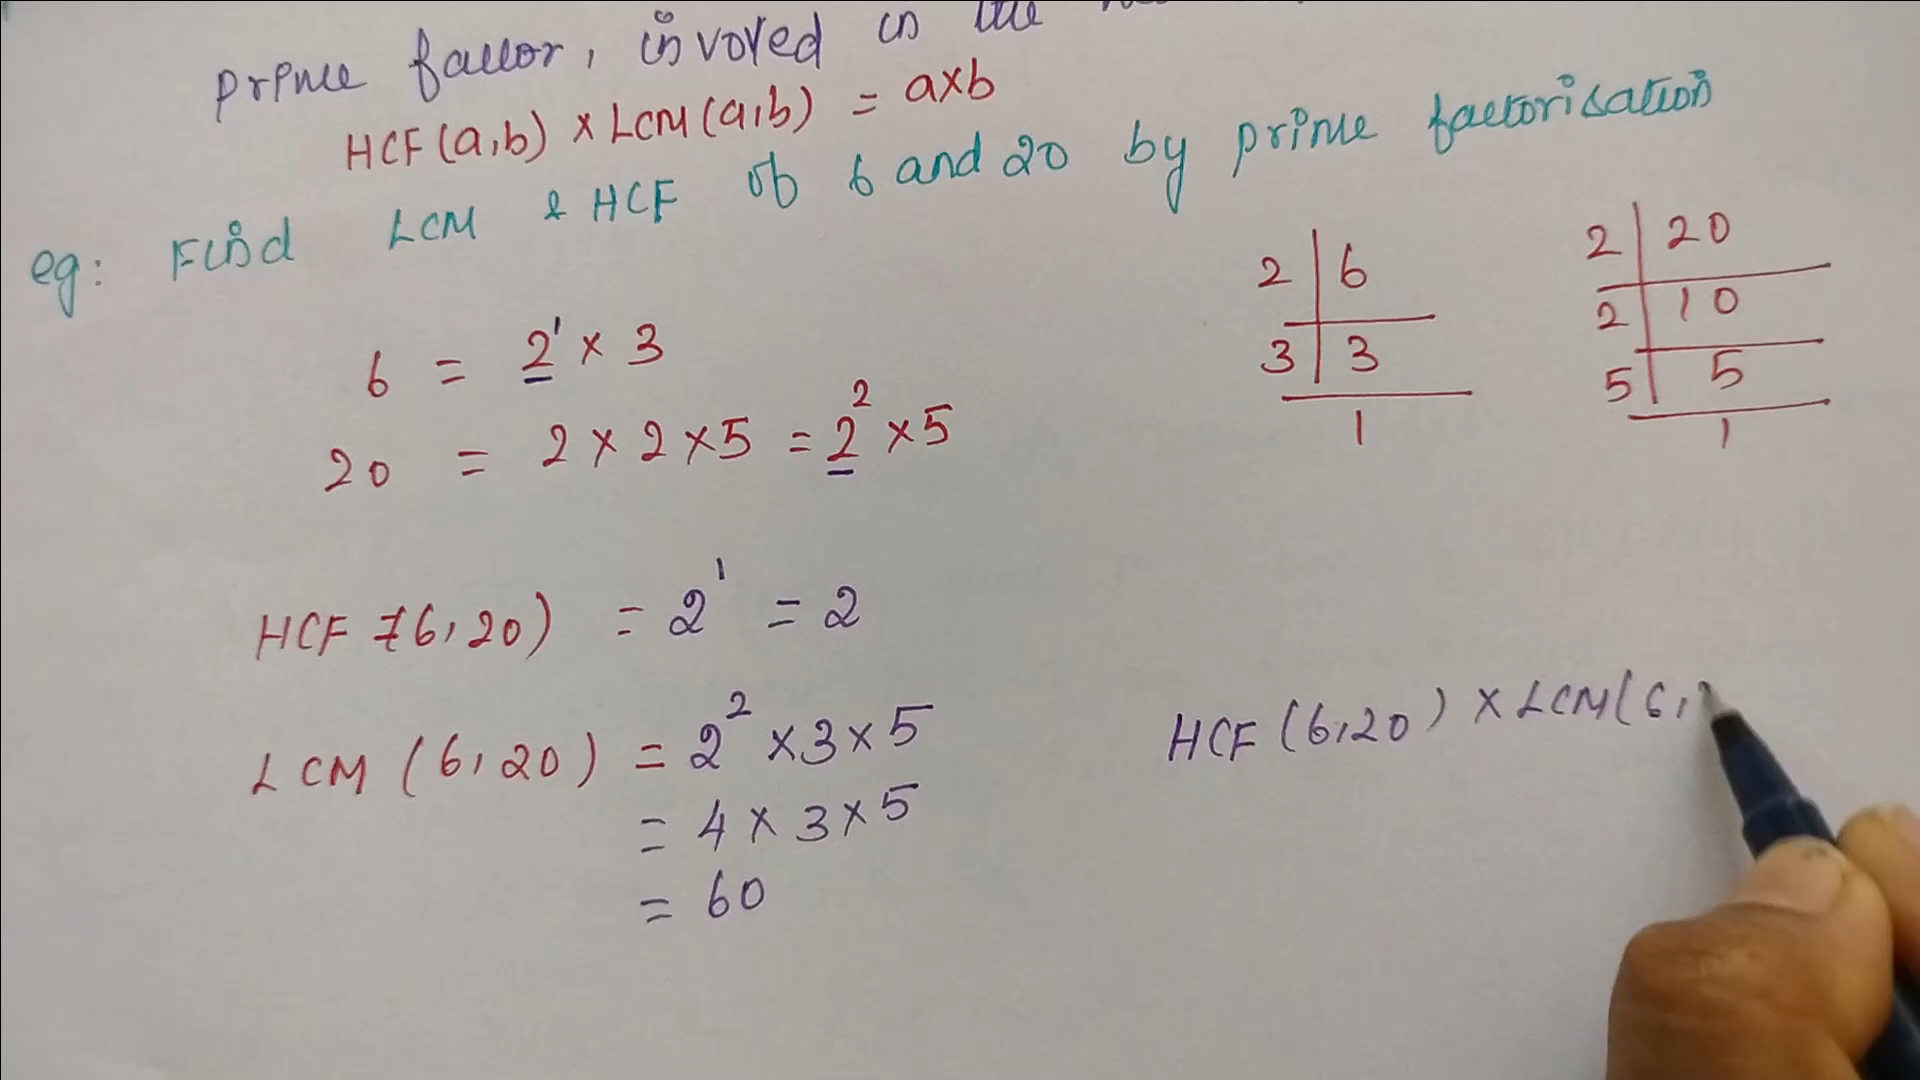 prime factor, invoved in the
HCF(a,b) × LCM(a,b) = a×b
eg: Find LCM & HCF of 6 and 20 by prime factorisation
6 = 2¹ × 3
20 = 2 × 2 × 5 = 2² × 5
2 | 6
3 | 3
1
2 | 20
2 | 10
5 | 5
1
HCF (6,20) = 2¹ = 2
LCM (6,20) = 2² × 3 × 5
= 4 × 3 × 5
= 60
HCF (6,20) × LCM(6,